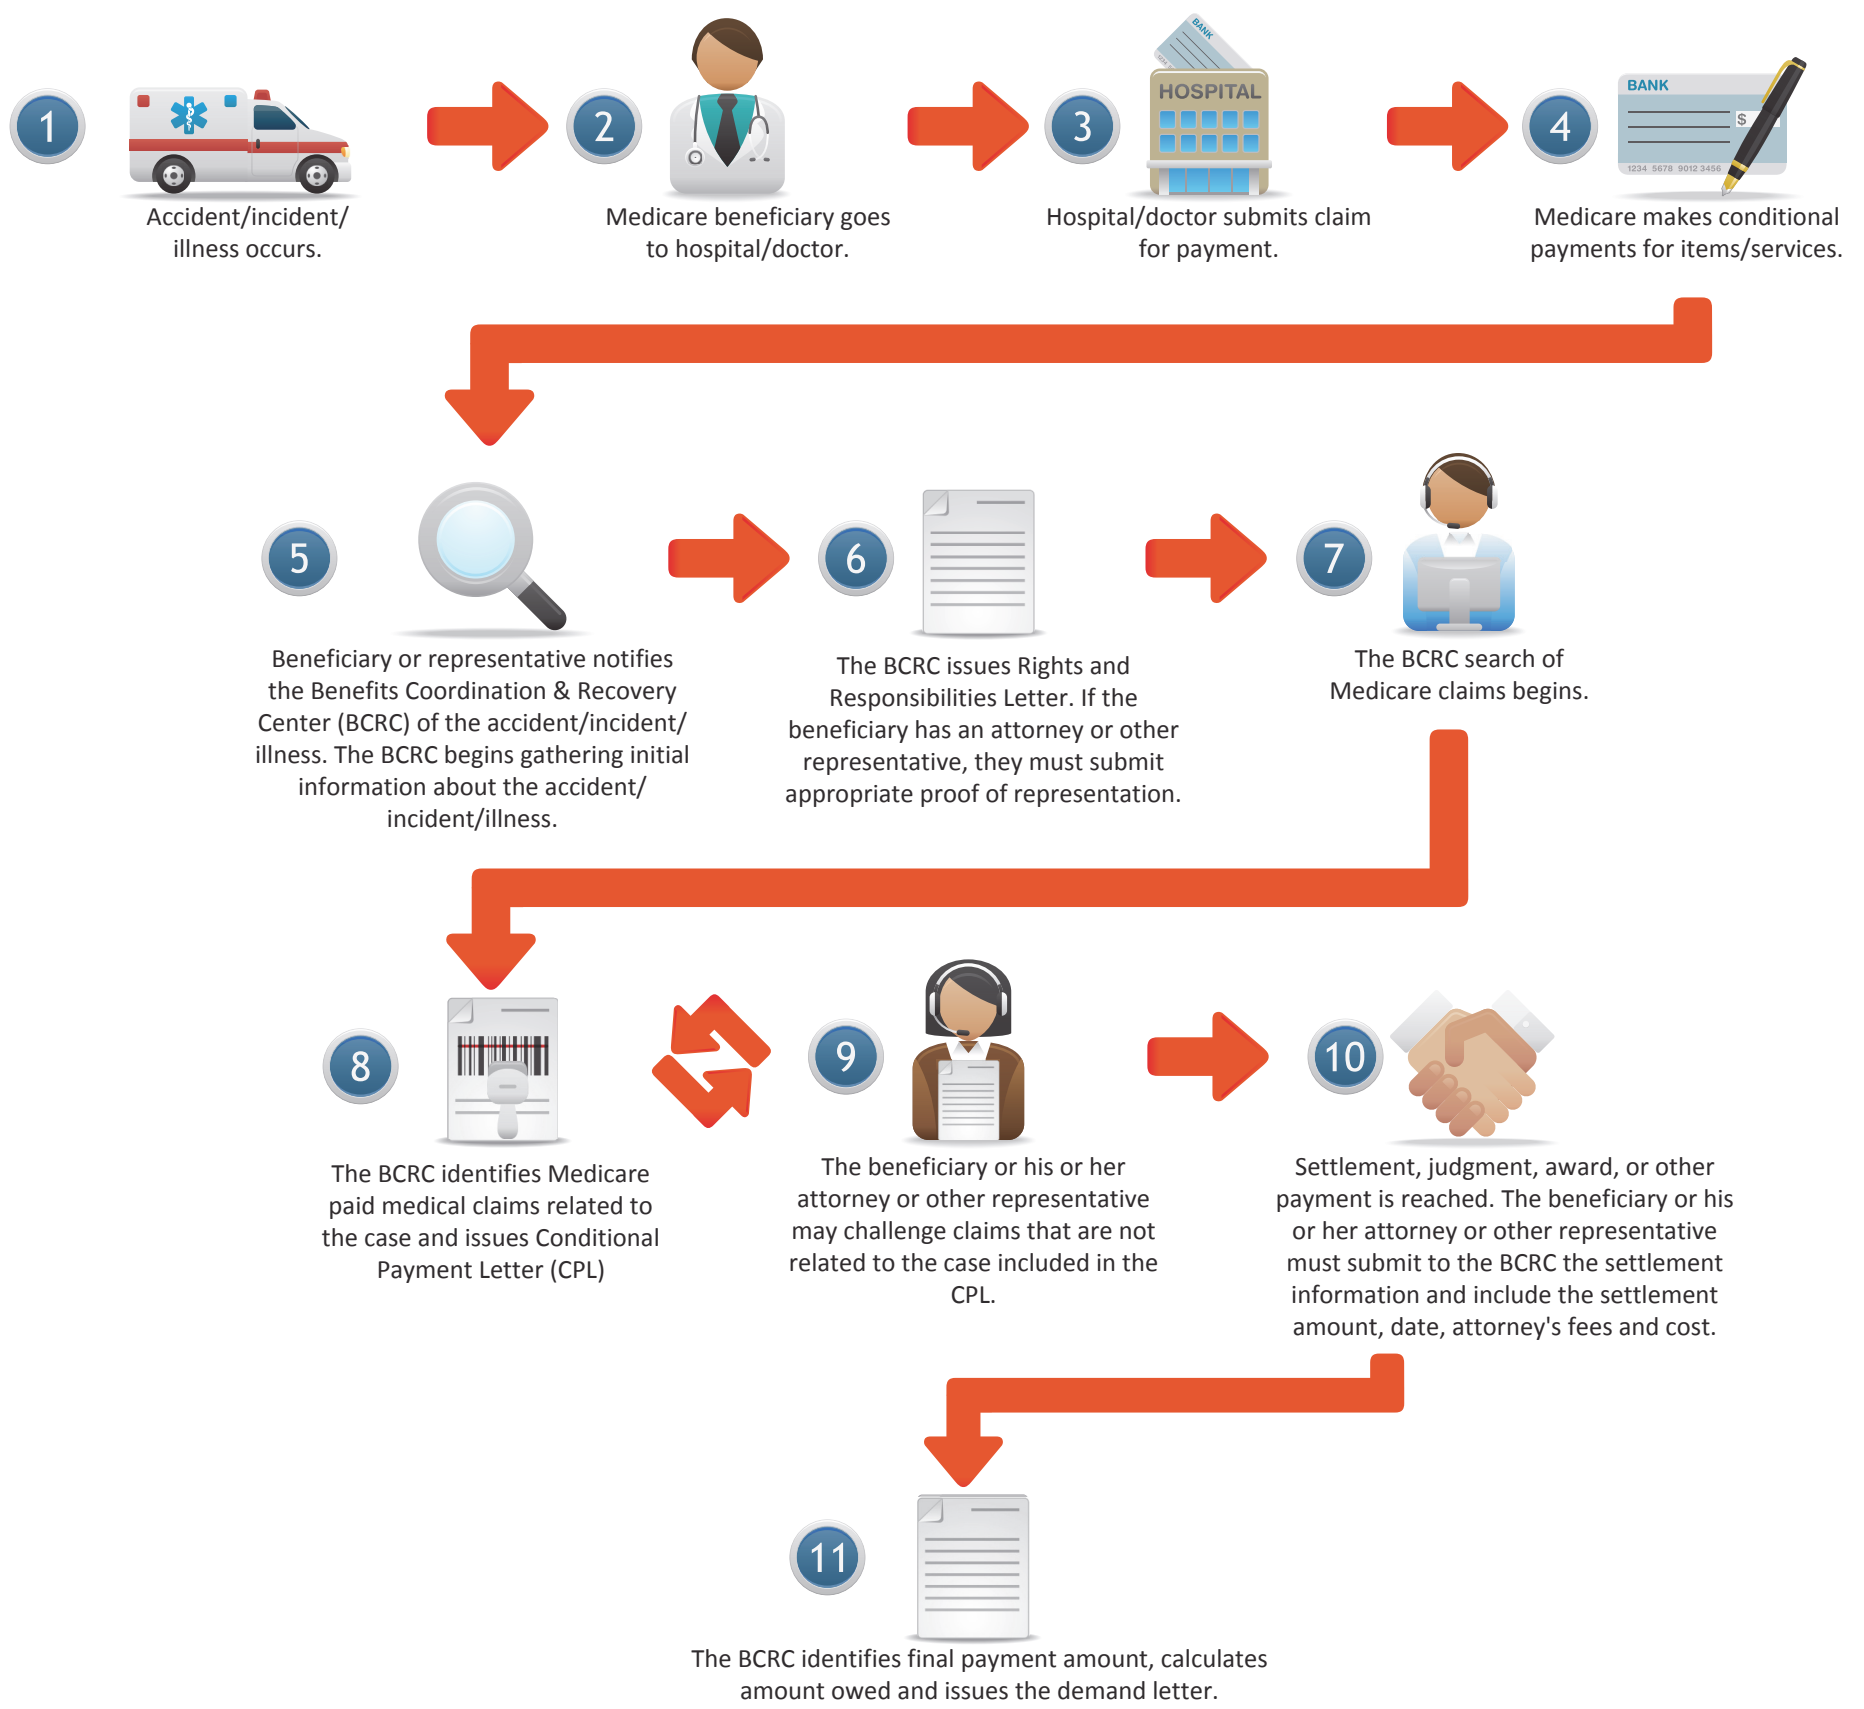 1
Accident/incident/
illness occurs.
2
Medicare beneficiary goes
to hospital/doctor.
BANK
HOSPITAL
3
Hospital/doctor submits claim
for payment.
4
BANK
$
1234 5678 9012 3456
Medicare makes conditional
payments for items/services.
5
Beneficiary or representative notifies
the Benefits Coordination & Recovery
Center (BCRC) of the accident/incident/
illness. The BCRC begins gathering initial
information about the accident/
incident/illness.
6
The BCRC issues Rights and
Responsibilities Letter. If the
beneficiary has an attorney or other
representative, they must submit
appropriate proof of representation.
7
The BCRC search of
Medicare claims begins.
8
The BCRC identifies Medicare
paid medical claims related to
the case and issues Conditional
Payment Letter (CPL)
9
The beneficiary or his or her
attorney or other representative
may challenge claims that are not
related to the case included in the
CPL.
10
Settlement, judgment, award, or other
payment is reached. The beneficiary or his
or her attorney or other representative
must submit to the BCRC the settlement
information and include the settlement
amount, date, attorney's fees and cost.
11
The BCRC identifies final payment amount, calculates
amount owed and issues the demand letter.